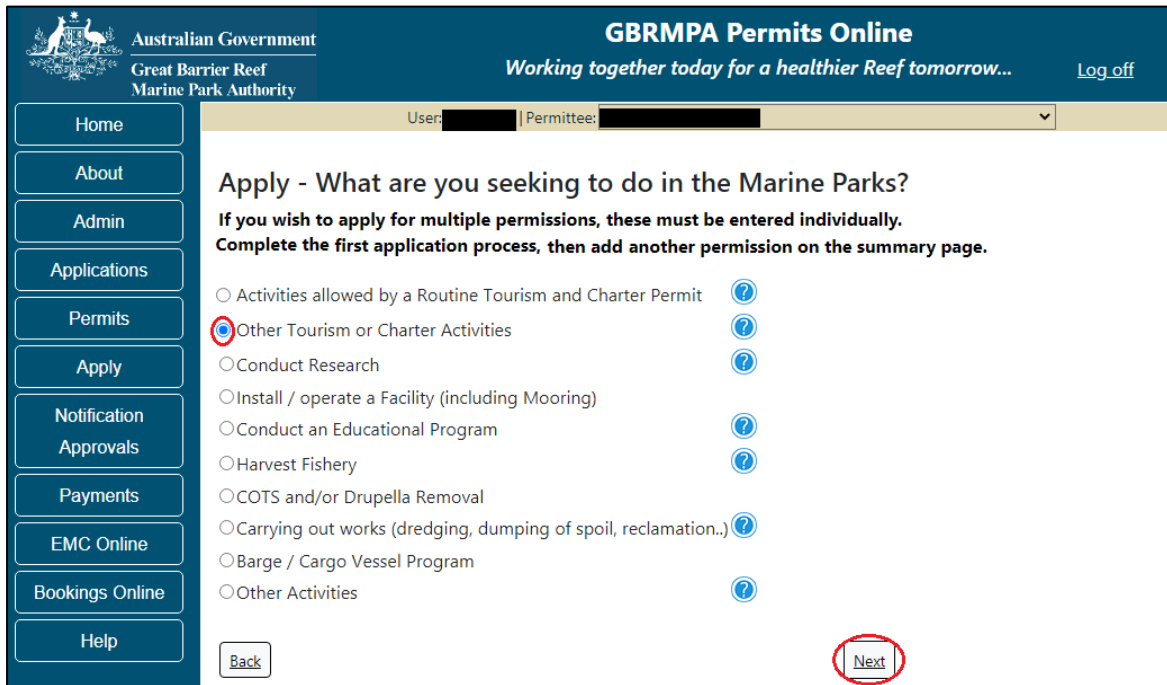 Australian Government
Great Barrier Reef
Marine Park Authority
GBRMPA Permits Online
Working together today for a healthier Reef tomorrow...
Log off
User: | Permittee:
Home
About
Admin
Applications
Permits
Apply
Notification
Approvals
Payments
EMC Online
Bookings Online
Help
Apply - What are you seeking to do in the Marine Parks?
If you wish to apply for multiple permissions, these must be entered individually.
Complete the first application process, then add another permission on the summary page.
Activities allowed by a Routine Tourism and Charter Permit ?
Other Tourism or Charter Activities ?
Conduct Research ?
Install / operate a Facility (including Mooring)
Conduct an Educational Program ?
Harvest Fishery ?
COTS and/or Drupella Removal
Carrying out works (dredging, dumping of spoil, reclamation..) ?
Barge / Cargo Vessel Program
Other Activities ?
Back
Next